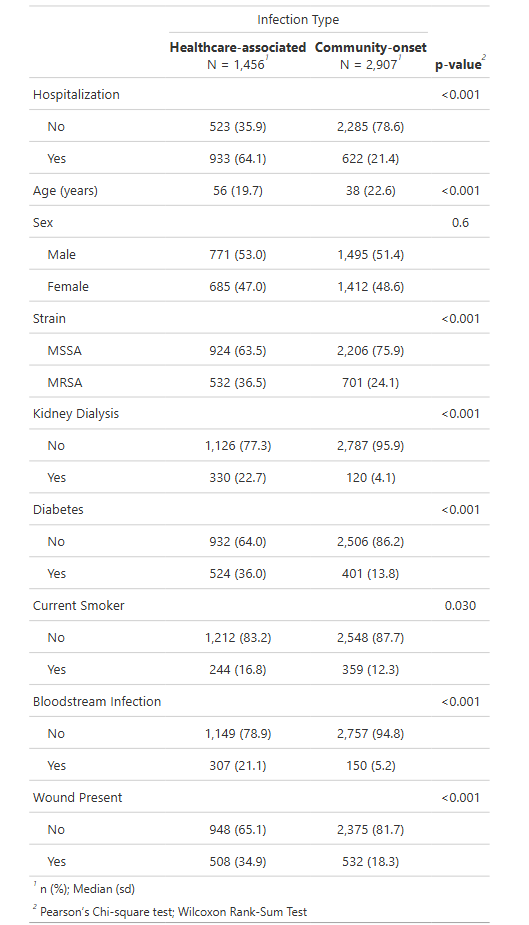 Infection Type
Healthcare-associated Community-onset
N = 1,456¹ N = 2,907¹ p-value²
Hospitalization <0.001
No 523 (35.9) 2,285 (78.6)
Yes 933 (64.1) 622 (21.4)
Age (years) 56 (19.7) 38 (22.6) <0.001
Sex 0.6
Male 771 (53.0) 1,495 (51.4)
Female 685 (47.0) 1,412 (48.6)
Strain <0.001
MSSA 924 (63.5) 2,206 (75.9)
MRSA 532 (36.5) 701 (24.1)
Kidney Dialysis <0.001
No 1,126 (77.3) 2,787 (95.9)
Yes 330 (22.7) 120 (4.1)
Diabetes <0.001
No 932 (64.0) 2,506 (86.2)
Yes 524 (36.0) 401 (13.8)
Current Smoker 0.030
No 1,212 (83.2) 2,548 (87.7)
Yes 244 (16.8) 359 (12.3)
Bloodstream Infection <0.001
No 1,149 (78.9) 2,757 (94.8)
Yes 307 (21.1) 150 (5.2)
Wound Present <0.001
No 948 (65.1) 2,375 (81.7)
Yes 508 (34.9) 532 (18.3)
¹ n (%); Median (sd)
² Pearson's Chi-square test; Wilcoxon Rank-Sum Test